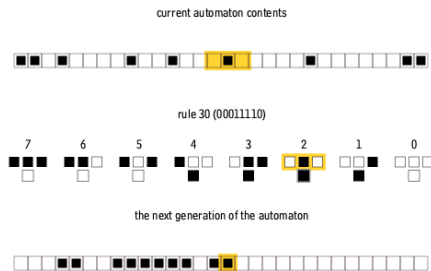 current automaton contents
rule 30 (00011110)
7 6 5 4 3 2 1 0
the next generation of the automaton